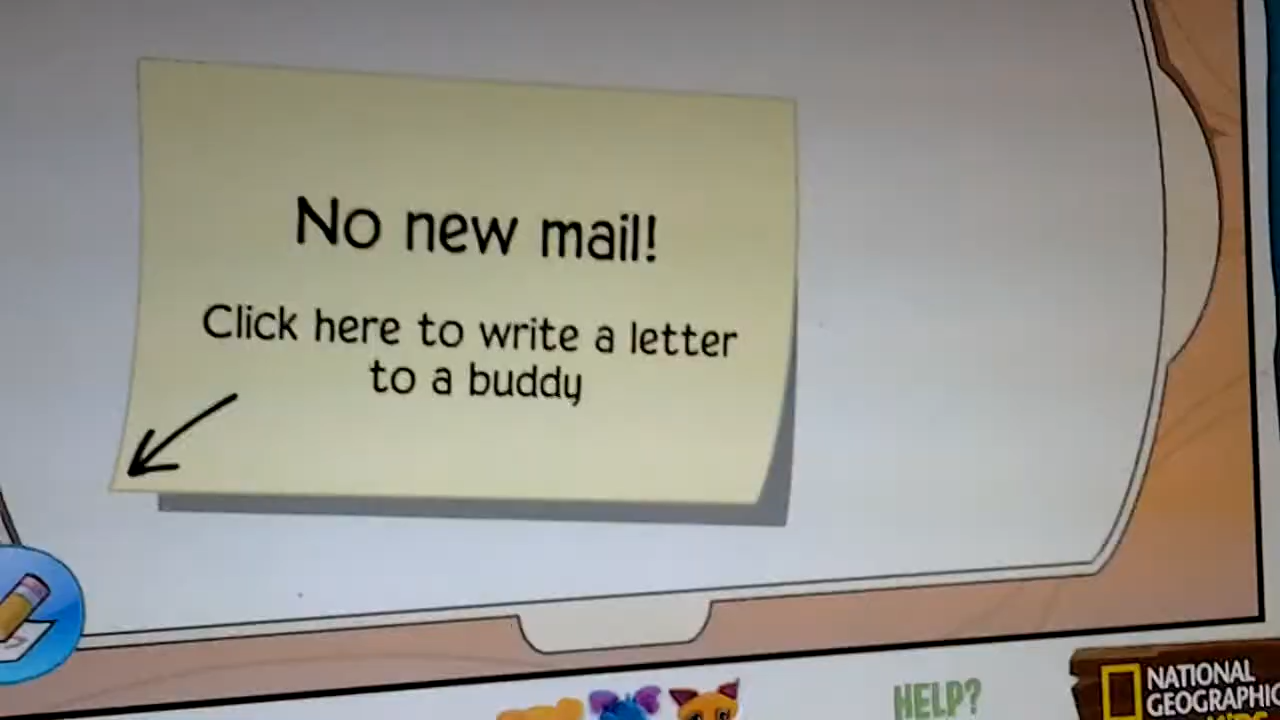 No new mail!
Click here to write a letter
to a buddy
HELP?
NATIONAL
GEOGRAPHIC